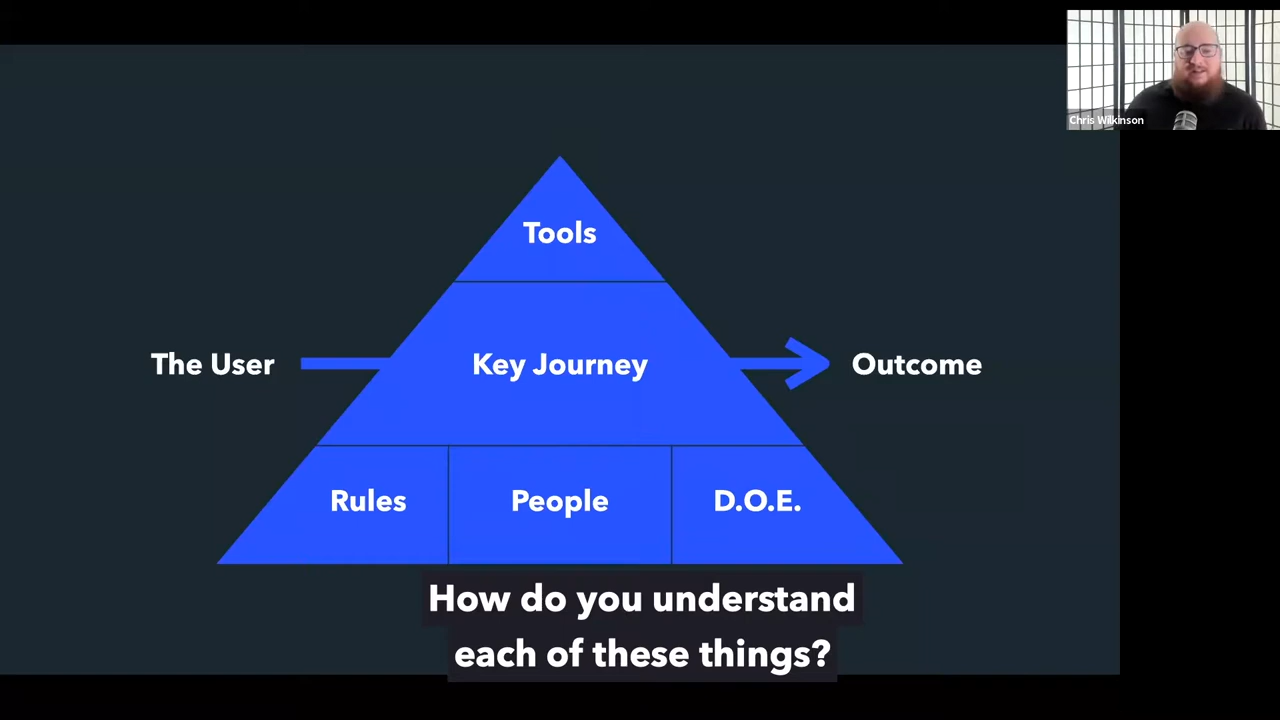 Chris Wilkinson
Tools
The User
Key Journey
Outcome
Rules
People
D.O.E.
How do you understand
each of these things?